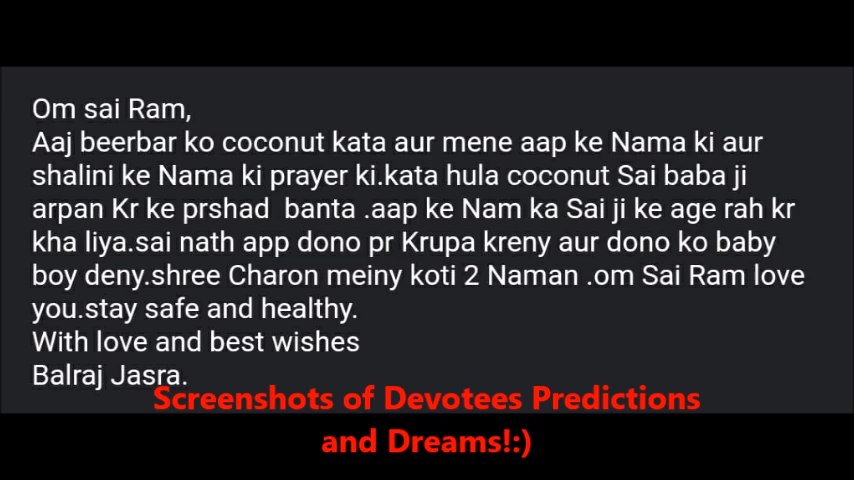 Om sai Ram,
Aaj beerbar ko coconut kata aur mene aap ke Nama ki aur
shalini ke Nama ki prayer ki.kata hula coconut Sai baba ji
arpan Kr ke prshad  banta .aap ke Nam ka Sai ji ke age rah kr
kha liya.sai nath app dono pr Krupa kreny aur dono ko baby
boy deny.shree Charon meiny koti 2 Naman .om Sai Ram love
you.stay safe and healthy.
With love and best wishes
Balraj Jasra.
Screenshots of Devotees Predictions
and Dreams!:)